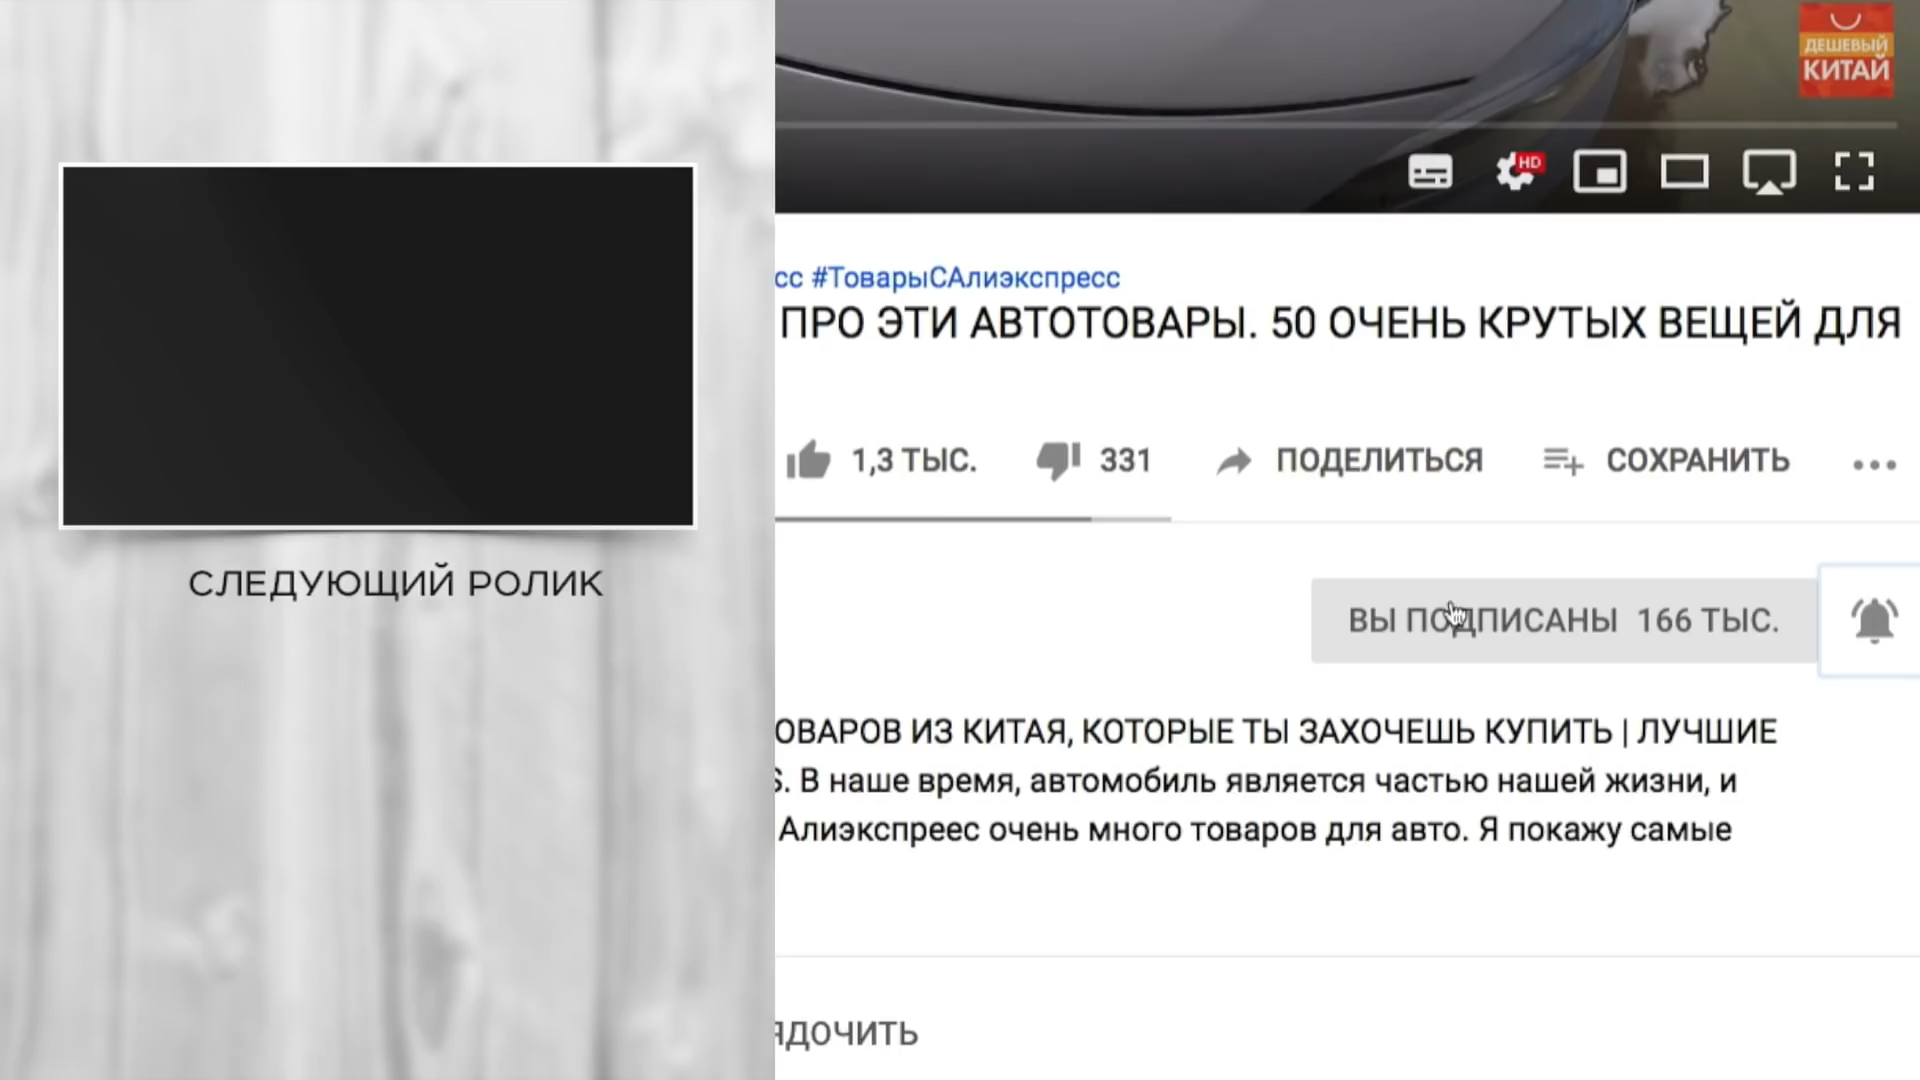 ДЕШЕВЫЙ
КИТАЙ
HD
сс #ТоварыСАлиэкспресс
ПРО ЭТИ АВТОТОВАРЫ. 50 ОЧЕНЬ КРУТЫХ ВЕЩЕЙ ДЛЯ
1,3 ТЫС. 331 ПОДЕЛИТЬСЯ СОХРАНИТЬ
СЛЕДУЮЩИЙ РОЛИК
ВЫ ПОДПИСАНЫ 166 ТЫС.
ОВАРОВ ИЗ КИТАЯ, КОТОРЫЕ ТЫ ЗАХОЧЕШЬ КУПИТЬ | ЛУЧШИЕ
S. В наше время, автомобиль является частью нашей жизни, и
Алиэкспреес очень много товаров для авто. Я покажу самые
ЯДОЧИТЬ